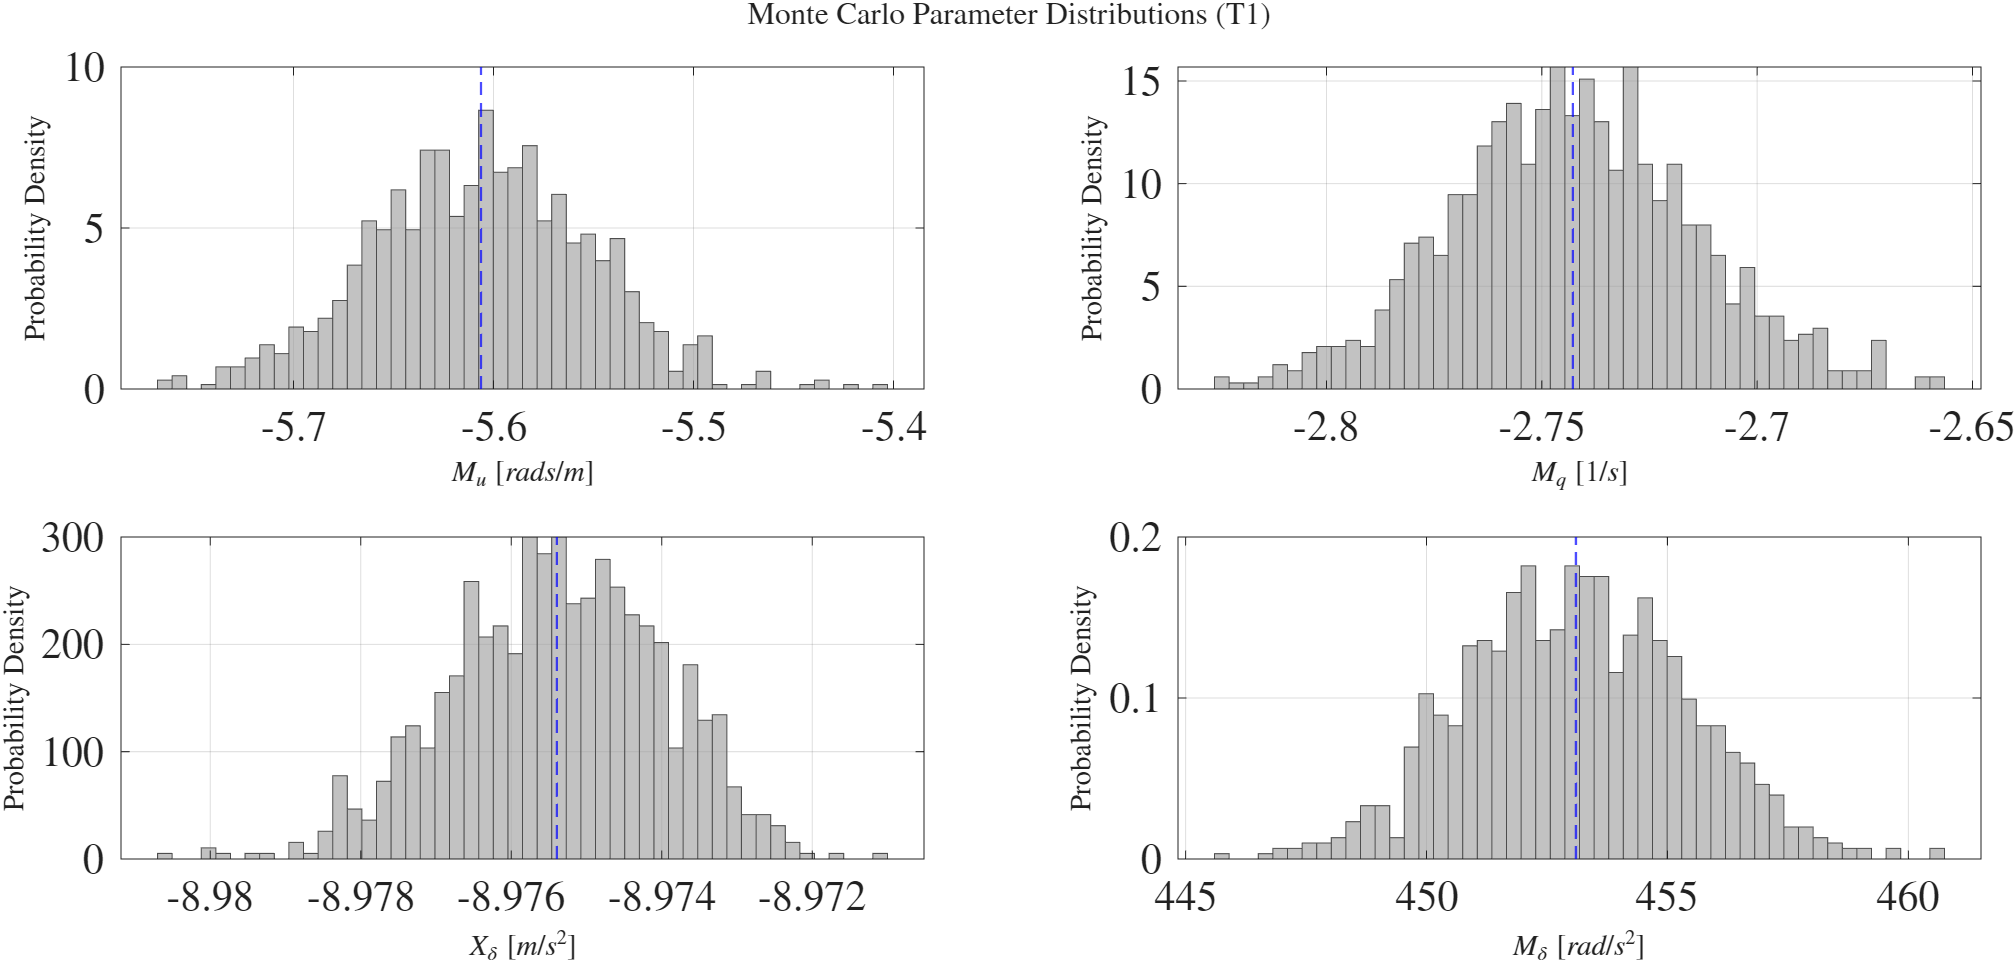 Monte Carlo Parameter Distributions (T1)
Probability Density
10
5
0
-5.7 -5.6 -5.5 -5.4
M_u [rads/m]
Probability Density
15
10
5
0
-2.8 -2.75 -2.7 -2.65
M_q [1/s]
Probability Density
300
200
100
0
-8.98 -8.978 -8.976 -8.974 -8.972
X_δ [m/s²]
Probability Density
0.2
0.1
0
445 450 455 460
M_δ [rad/s²]